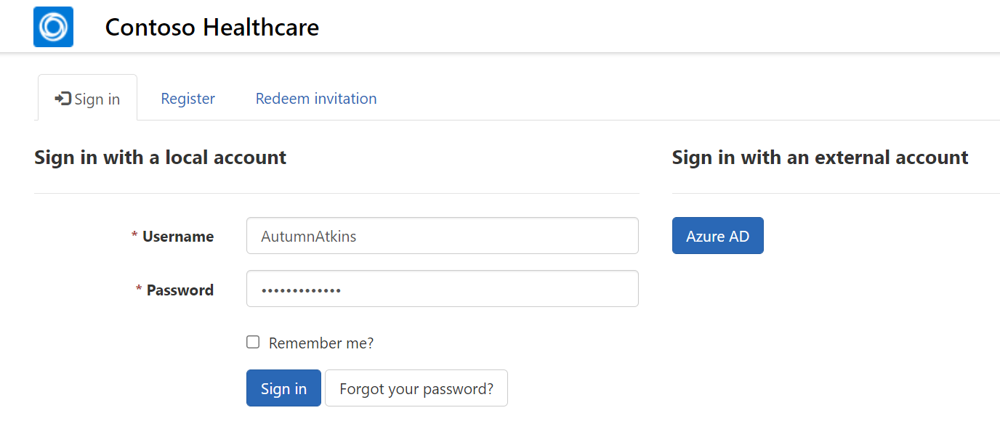 Contoso Healthcare
Sign in
Register
Redeem invitation
Sign in with a local account
* Username
AutumnAtkins
* Password
•••••••••••••
Remember me?
Sign in
Forgot your password?
Sign in with an external account
Azure AD